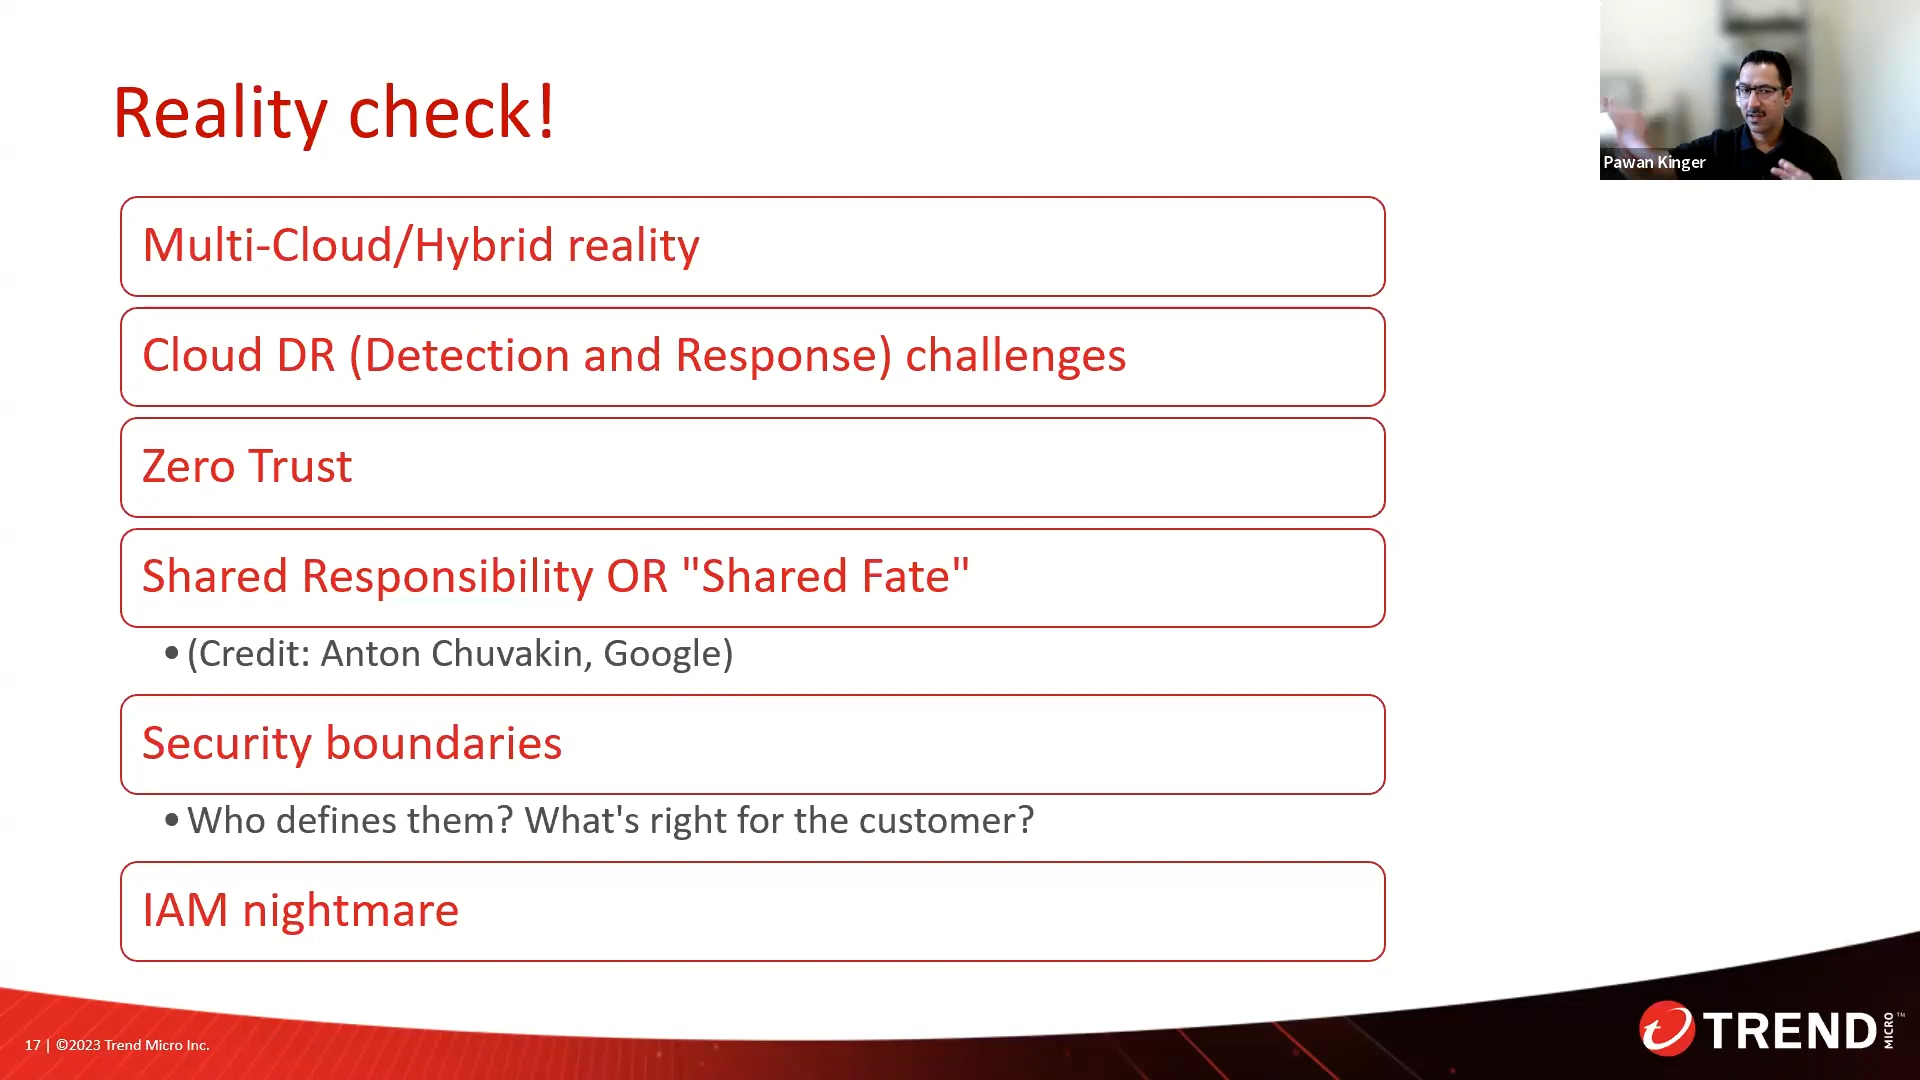 Reality check!
Pawan Kinger
Multi-Cloud/Hybrid reality
Cloud DR (Detection and Response) challenges
Zero Trust
Shared Responsibility OR "Shared Fate"
• (Credit: Anton Chuvakin, Google)
Security boundaries
• Who defines them? What's right for the customer?
IAM nightmare
17 | ©2023 Trend Micro Inc.
TREND MICRO™